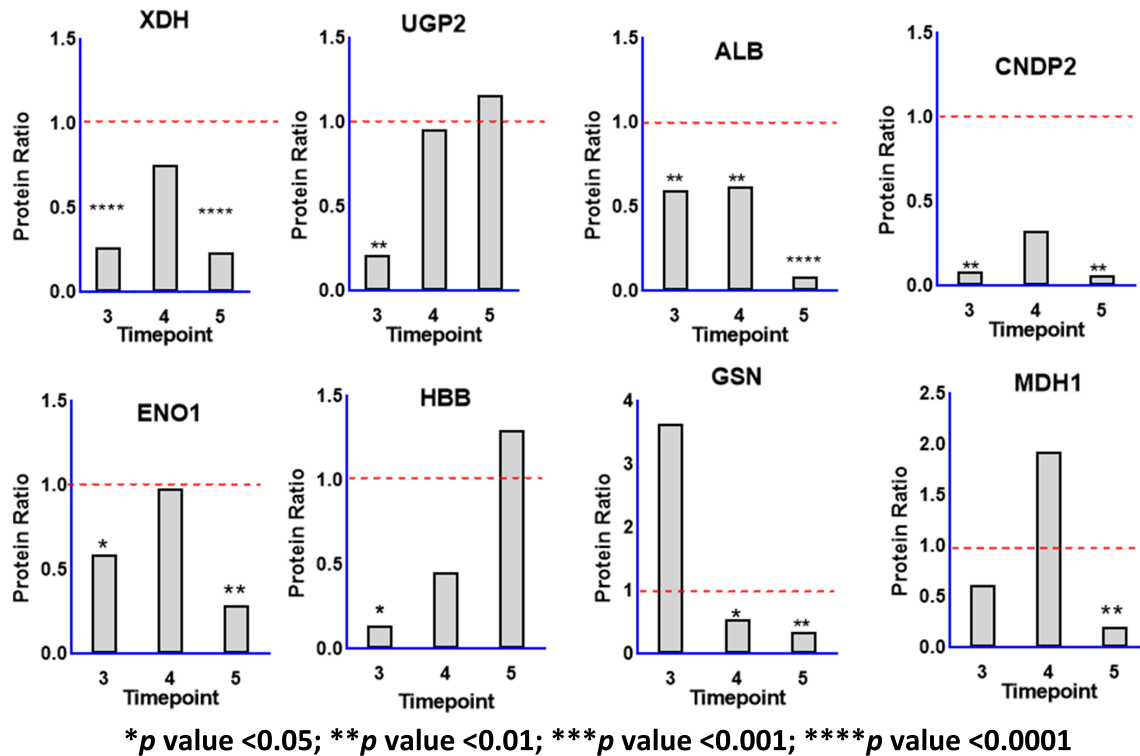 XDH
1.5
1.0
0.5
0.0
Protein Ratio
****
****
3 4 5
Timepoint
UGP2
1.5
1.0
0.5
0.0
Protein Ratio
**
3 4 5
Timepoint
ALB
1.5
1.0
0.5
0.0
Protein Ratio
** ** ****
3 4 5
Timepoint
CNDP2
1.5
1.0
0.5
0.0
Protein Ratio
** **
3 4 5
Timepoint
ENO1
1.5
1.0
0.5
0.0
Protein Ratio
* **
3 4 5
Timepoint
HBB
1.5
1.0
0.5
0.0
Protein Ratio
*
3 4 5
Timepoint
GSN
4
3
2
1
0
Protein Ratio
* **
3 4 5
Timepoint
MDH1
2.5
2.0
1.5
1.0
0.5
0.0
Protein Ratio
**
3 4 5
Timepoint
*p value <0.05; **p value <0.01; ***p value <0.001; ****p value <0.0001